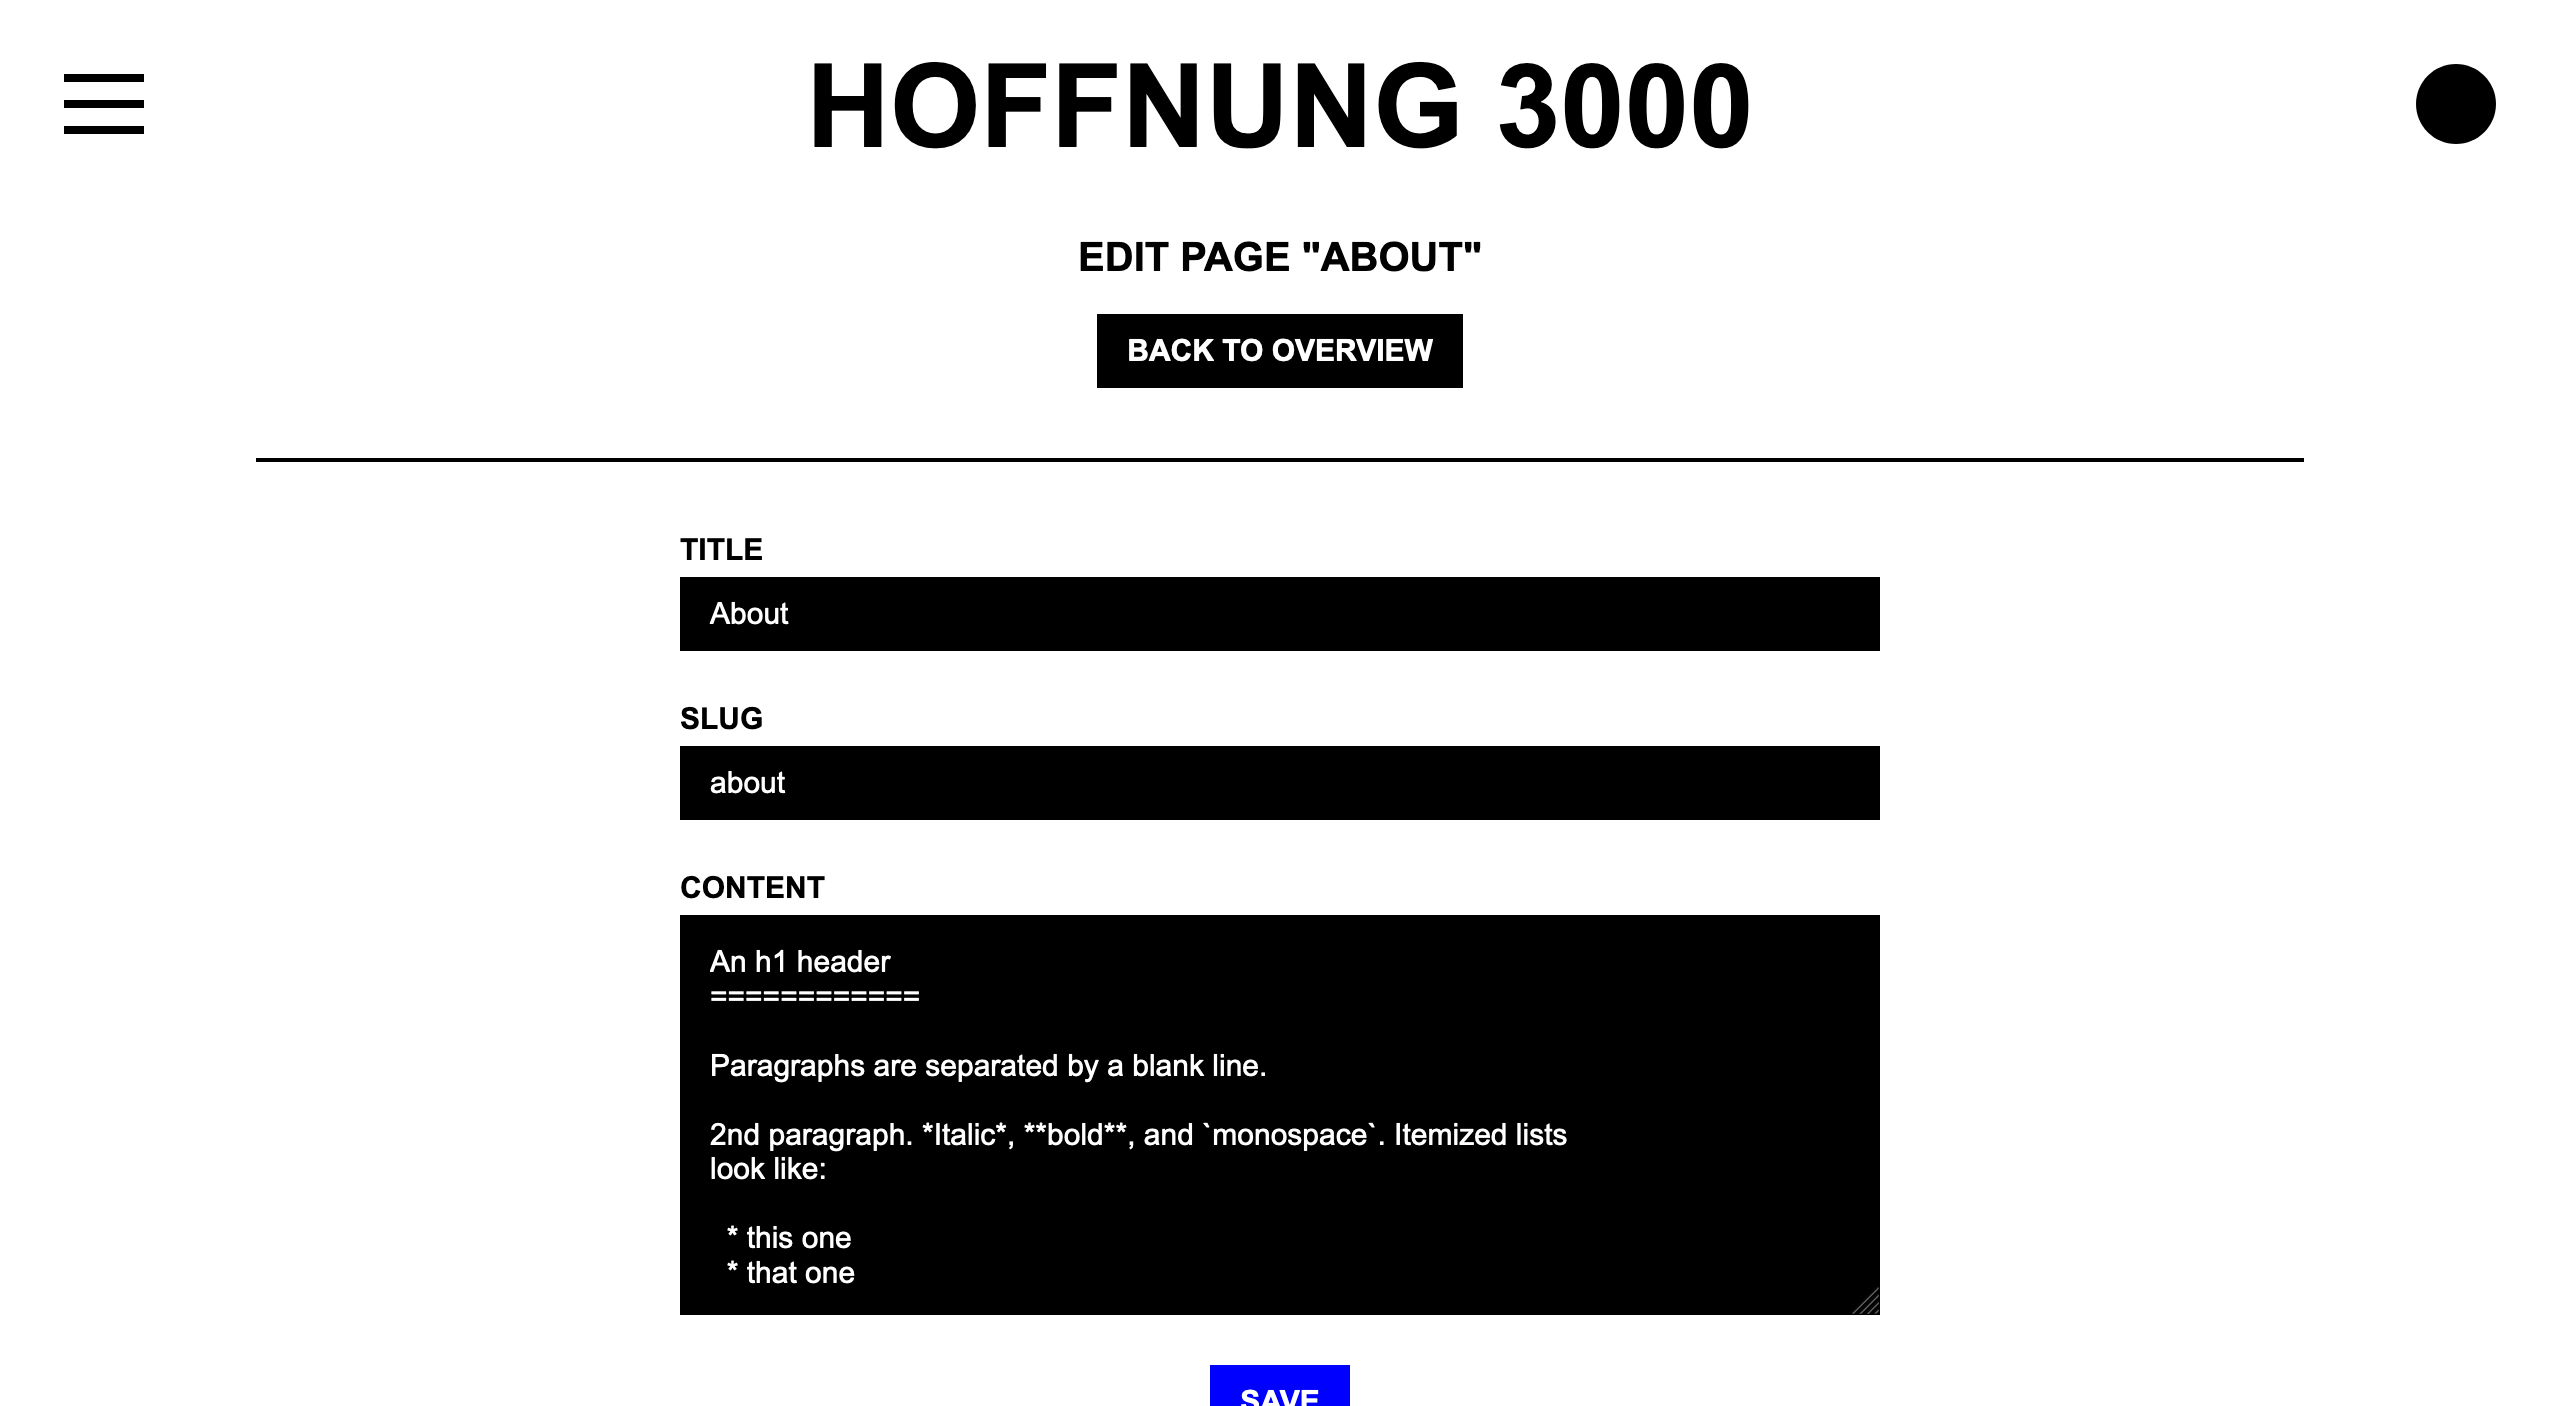 HOFFNUNG 3000
EDIT PAGE "ABOUT"
BACK TO OVERVIEW
TITLE
About
SLUG
about
CONTENT
An h1 header
============
Paragraphs are separated by a blank line.
2nd paragraph. *Italic*, **bold**, and `monospace`. Itemized lists
look like:
* this one
* that one
SAVE